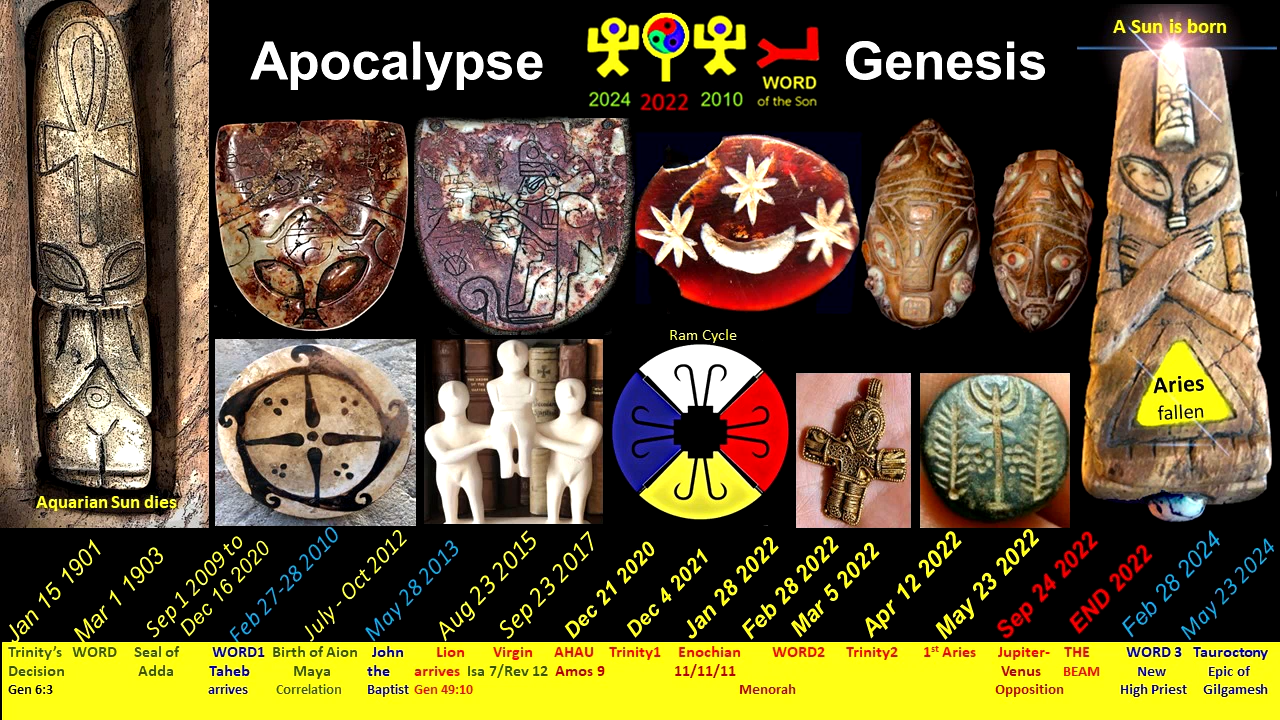 A Sun is born
Apocalypse
Genesis
WORD
of the Son
2024 2022 2010
Ram Cycle
Aries
fallen
Aquarian Sun dies
Jan 15 1901
Mar 1 1903
Sep 1 2009 to
Dec 16 2020
Feb 27-28 2010
July - Oct 2012
May 28 2013
Aug 23 2015
Sep 23 2017
Dec 21 2020
Dec 4 2021
Jan 28 2022
Feb 28 2022
Mar 5 2022
Apr 12 2022
May 23 2022
Sep 24 2022
END 2022
Feb 28 2024
May 23 2024
Trinity's WORD Seal of WORD1 Birth of Aion John Lion Virgin AHAU Trinity1 Enochian WORD2 Trinity2 1st Aries Jupiter- THE WORD 3 Tauroctony
Decision Adda Taheb Maya the arrives Isa 7/Rev 12 Amos 9 11/11/11 Venus BEAM New Epic of
Gen 6:3 arrives Correlation Baptist Gen 49:10 Menorah Opposition High Priest Gilgamesh